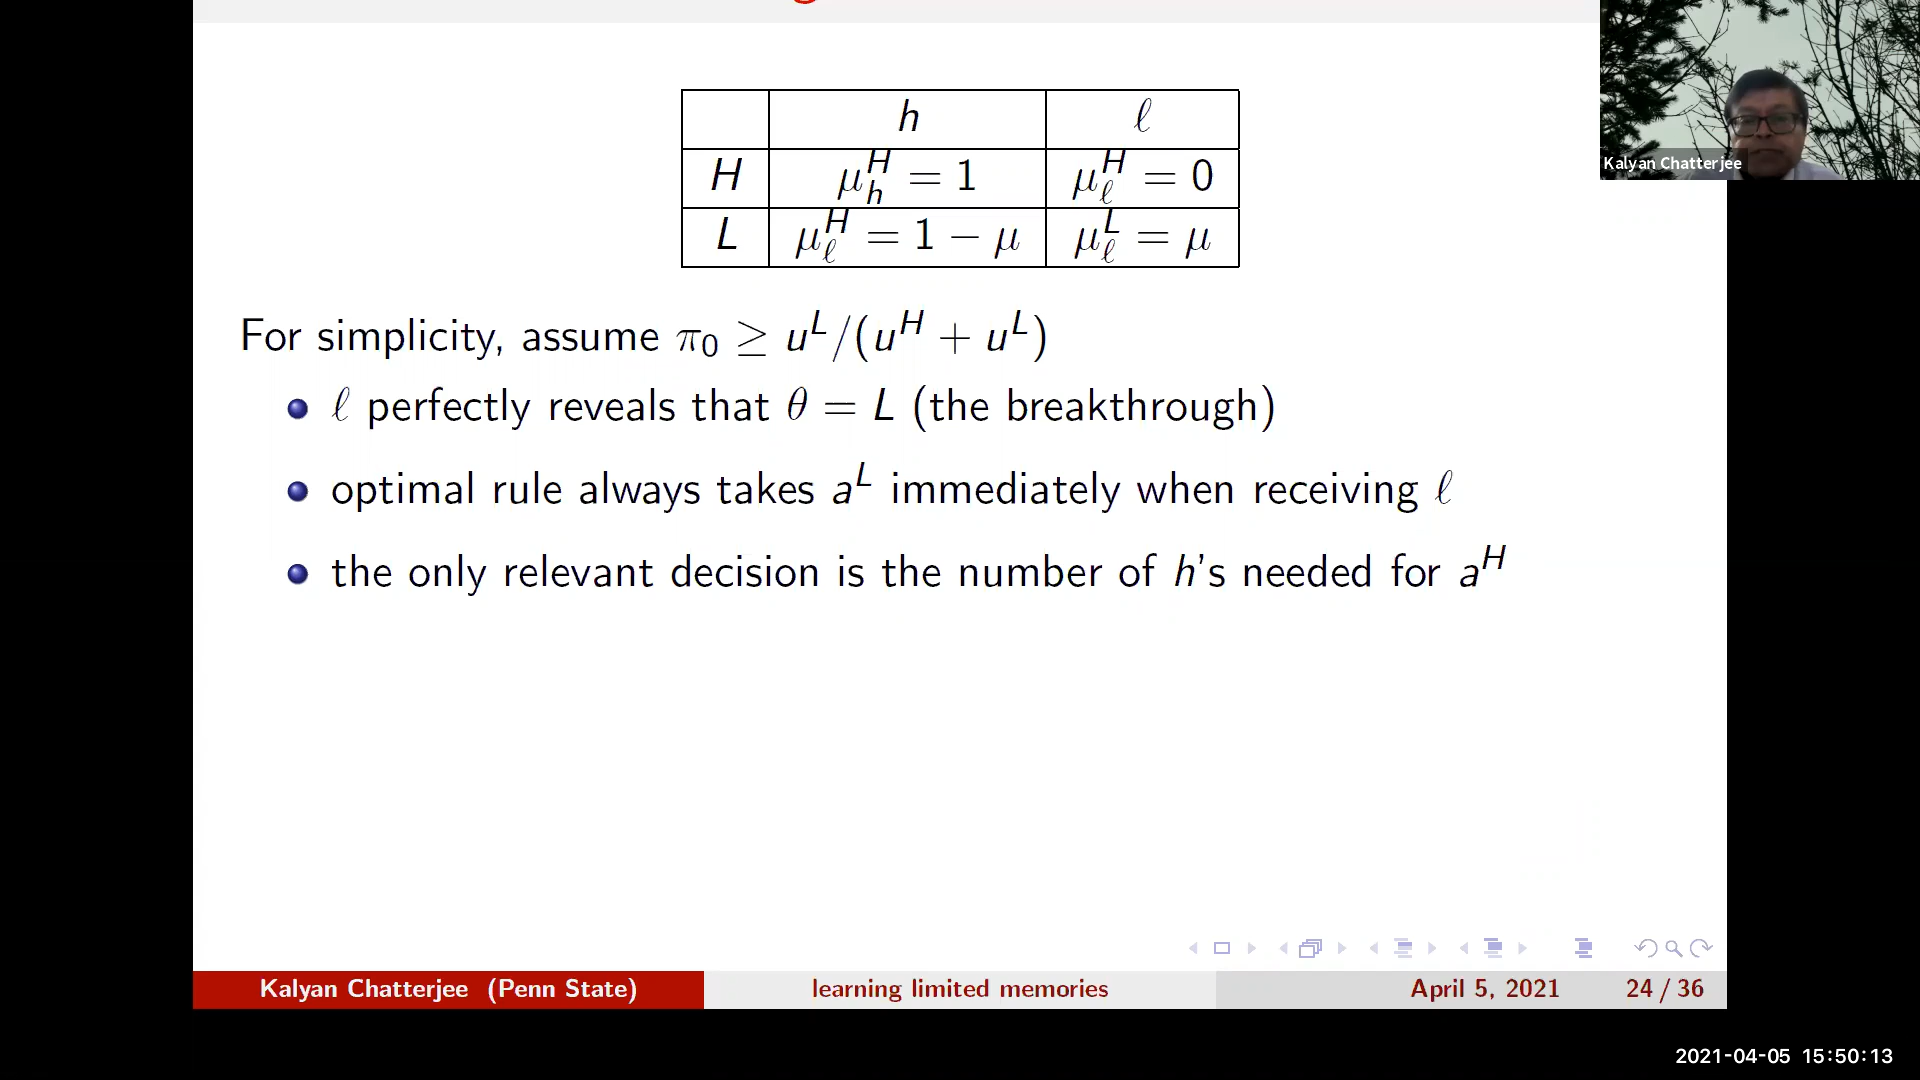 h ℓ
H μ_h^H = 1 μ_ℓ^H = 0
L μ_ℓ^H = 1 − μ μ_ℓ^L = μ
Kalyan Chatterjee
For simplicity, assume π₀ ≥ u^L/(u^H + u^L)
ℓ perfectly reveals that θ = L (the breakthrough)
optimal rule always takes a^L immediately when receiving ℓ
the only relevant decision is the number of h's needed for a^H
Kalyan Chatterjee (Penn State) learning limited memories April 5, 2021 24 / 36
2021-04-05 15:50:13